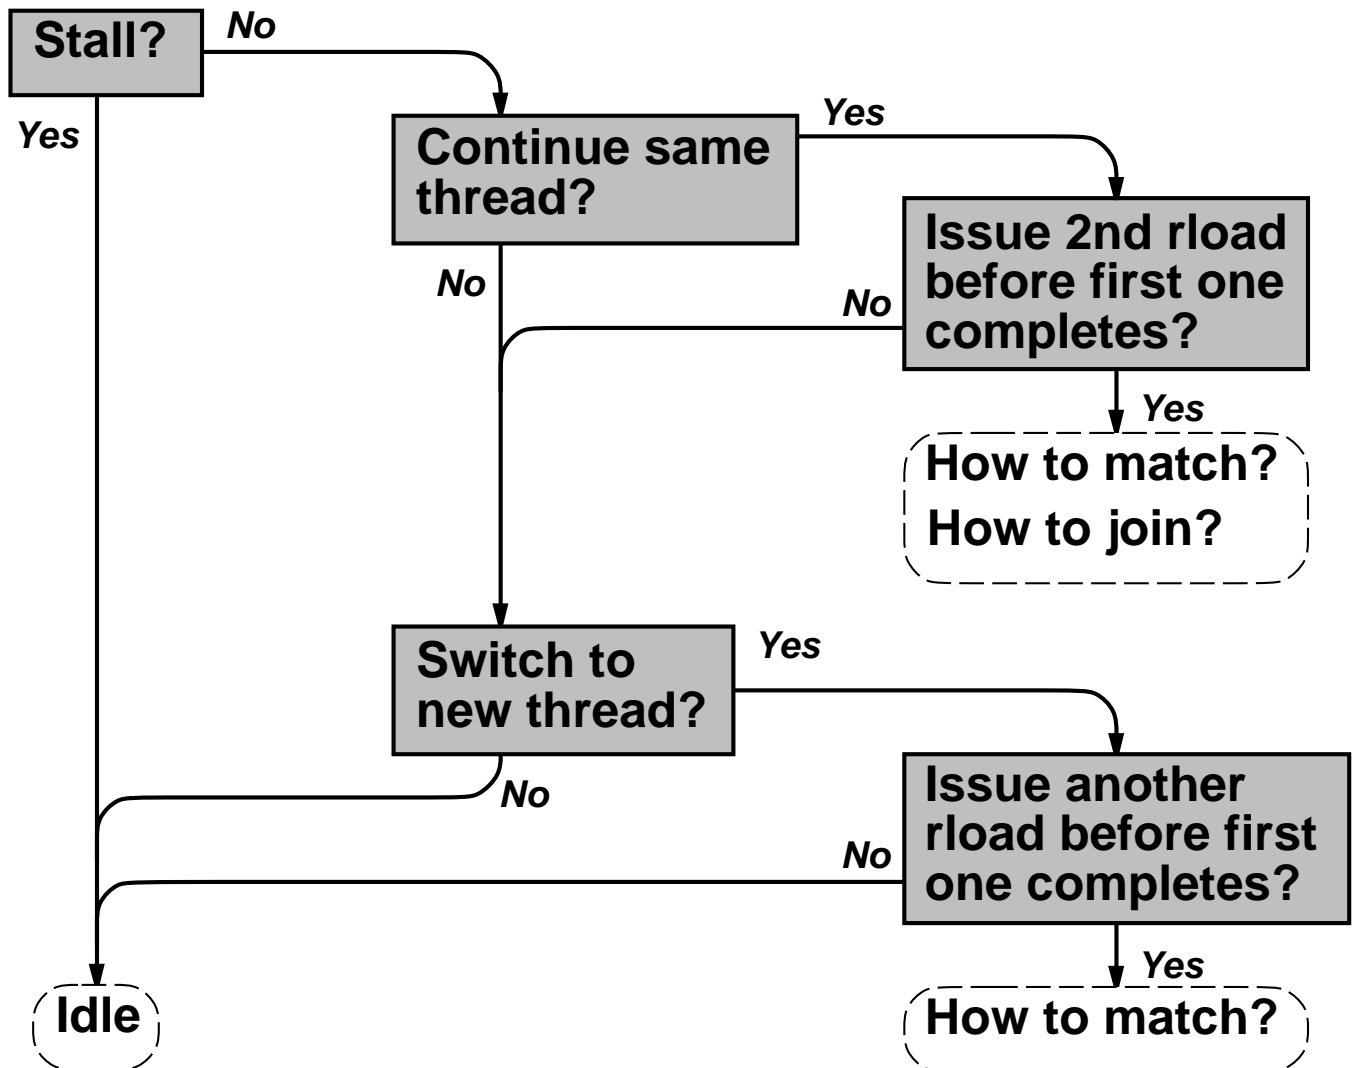 Stall?
No
Yes
Continue same
thread?
Yes
No
Issue 2nd rload
before first one
completes?
No
Yes
How to match?
How to join?
Switch to
new thread?
Yes
No
Issue another
rload before first
one completes?
No
Yes
Idle
How to match?